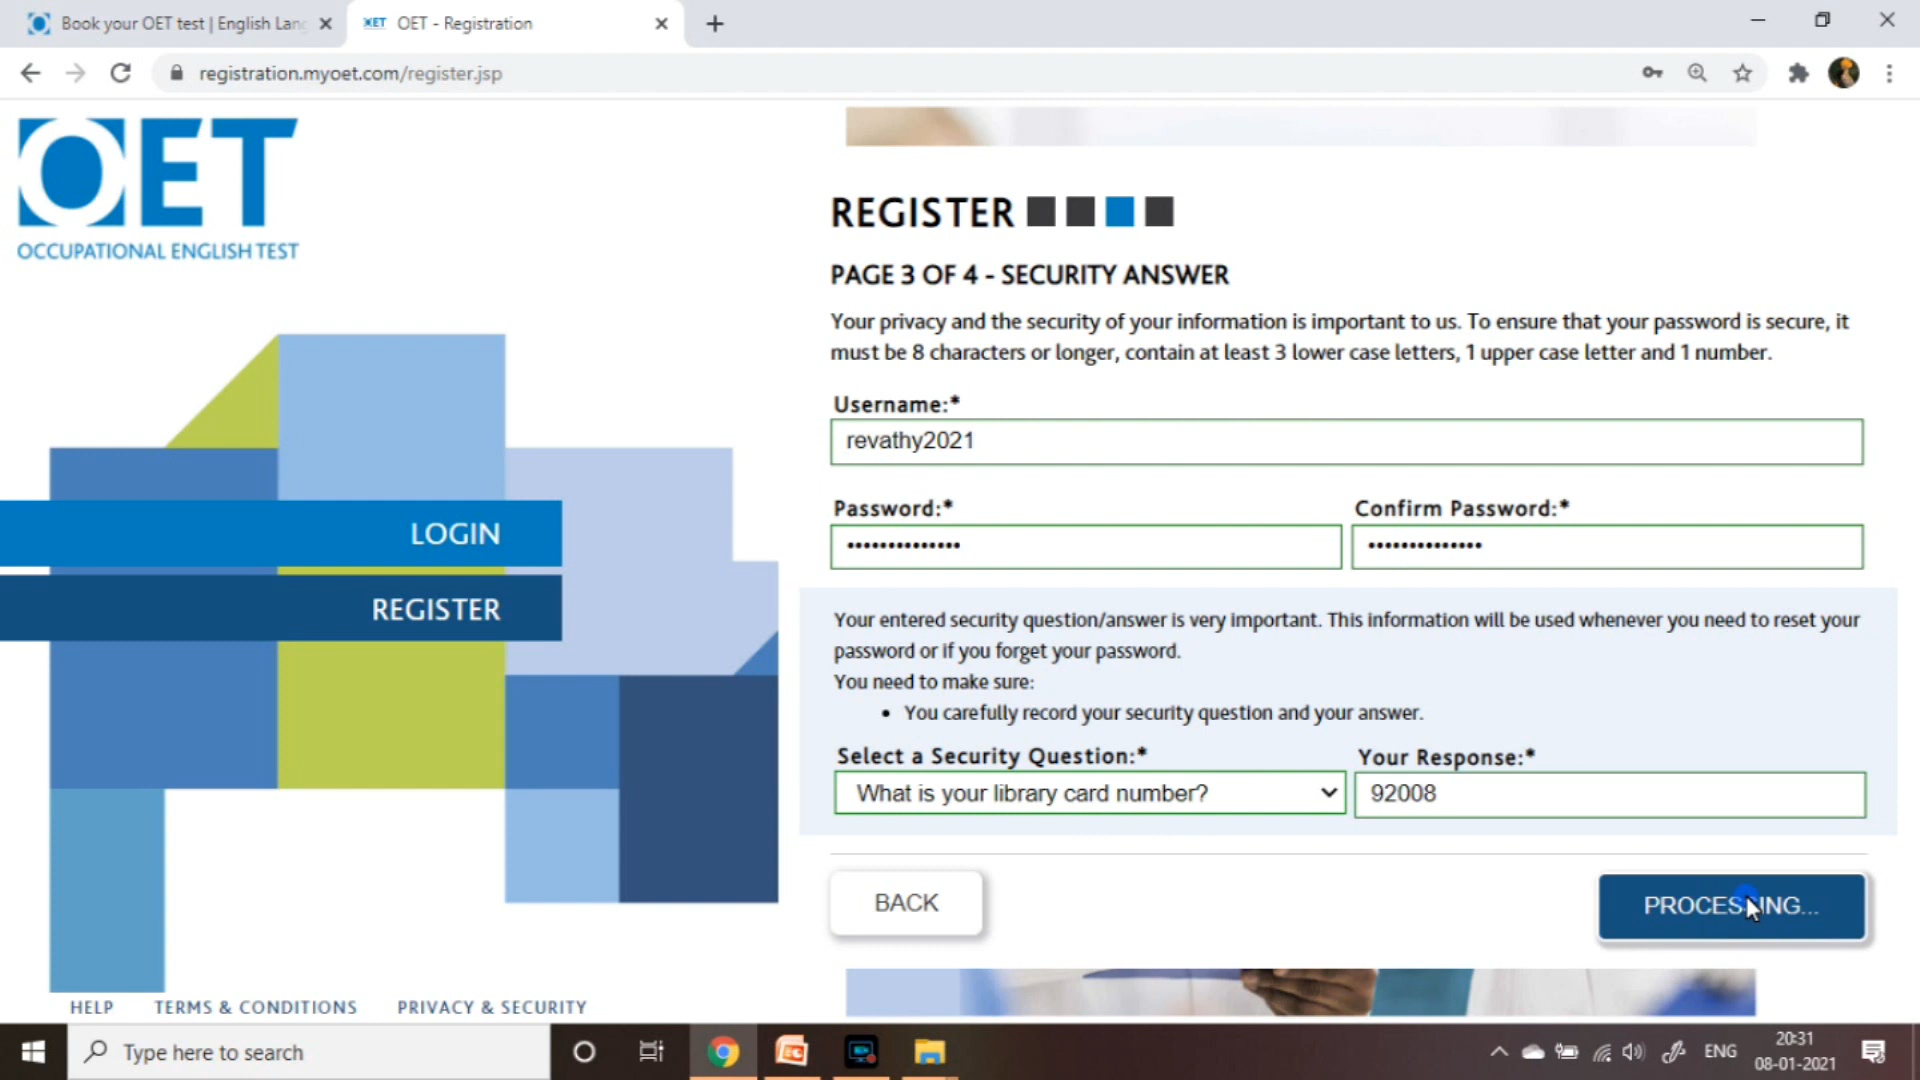 Book your OET test | English Lang
OET - Registration
registration.myoet.com/register.jsp
OET
OCCUPATIONAL ENGLISH TEST
LOGIN
REGISTER
HELP
TERMS & CONDITIONS
PRIVACY & SECURITY
REGISTER
PAGE 3 OF 4 - SECURITY ANSWER
Your privacy and the security of your information is important to us. To ensure that your password is secure, it
must be 8 characters or longer, contain at least 3 lower case letters, 1 upper case letter and 1 number.
Username:*
revathy2021
Password:*
Confirm Password:*
••••••••••••••
••••••••••••••
Your entered security question/answer is very important. This information will be used whenever you need to reset your
password or if you forget your password.
You need to make sure:
• You carefully record your security question and your answer.
Select a Security Question:*
Your Response:*
What is your library card number?
92008
BACK
PROCESSING...
Type here to search
ENG
20:31
08-01-2021